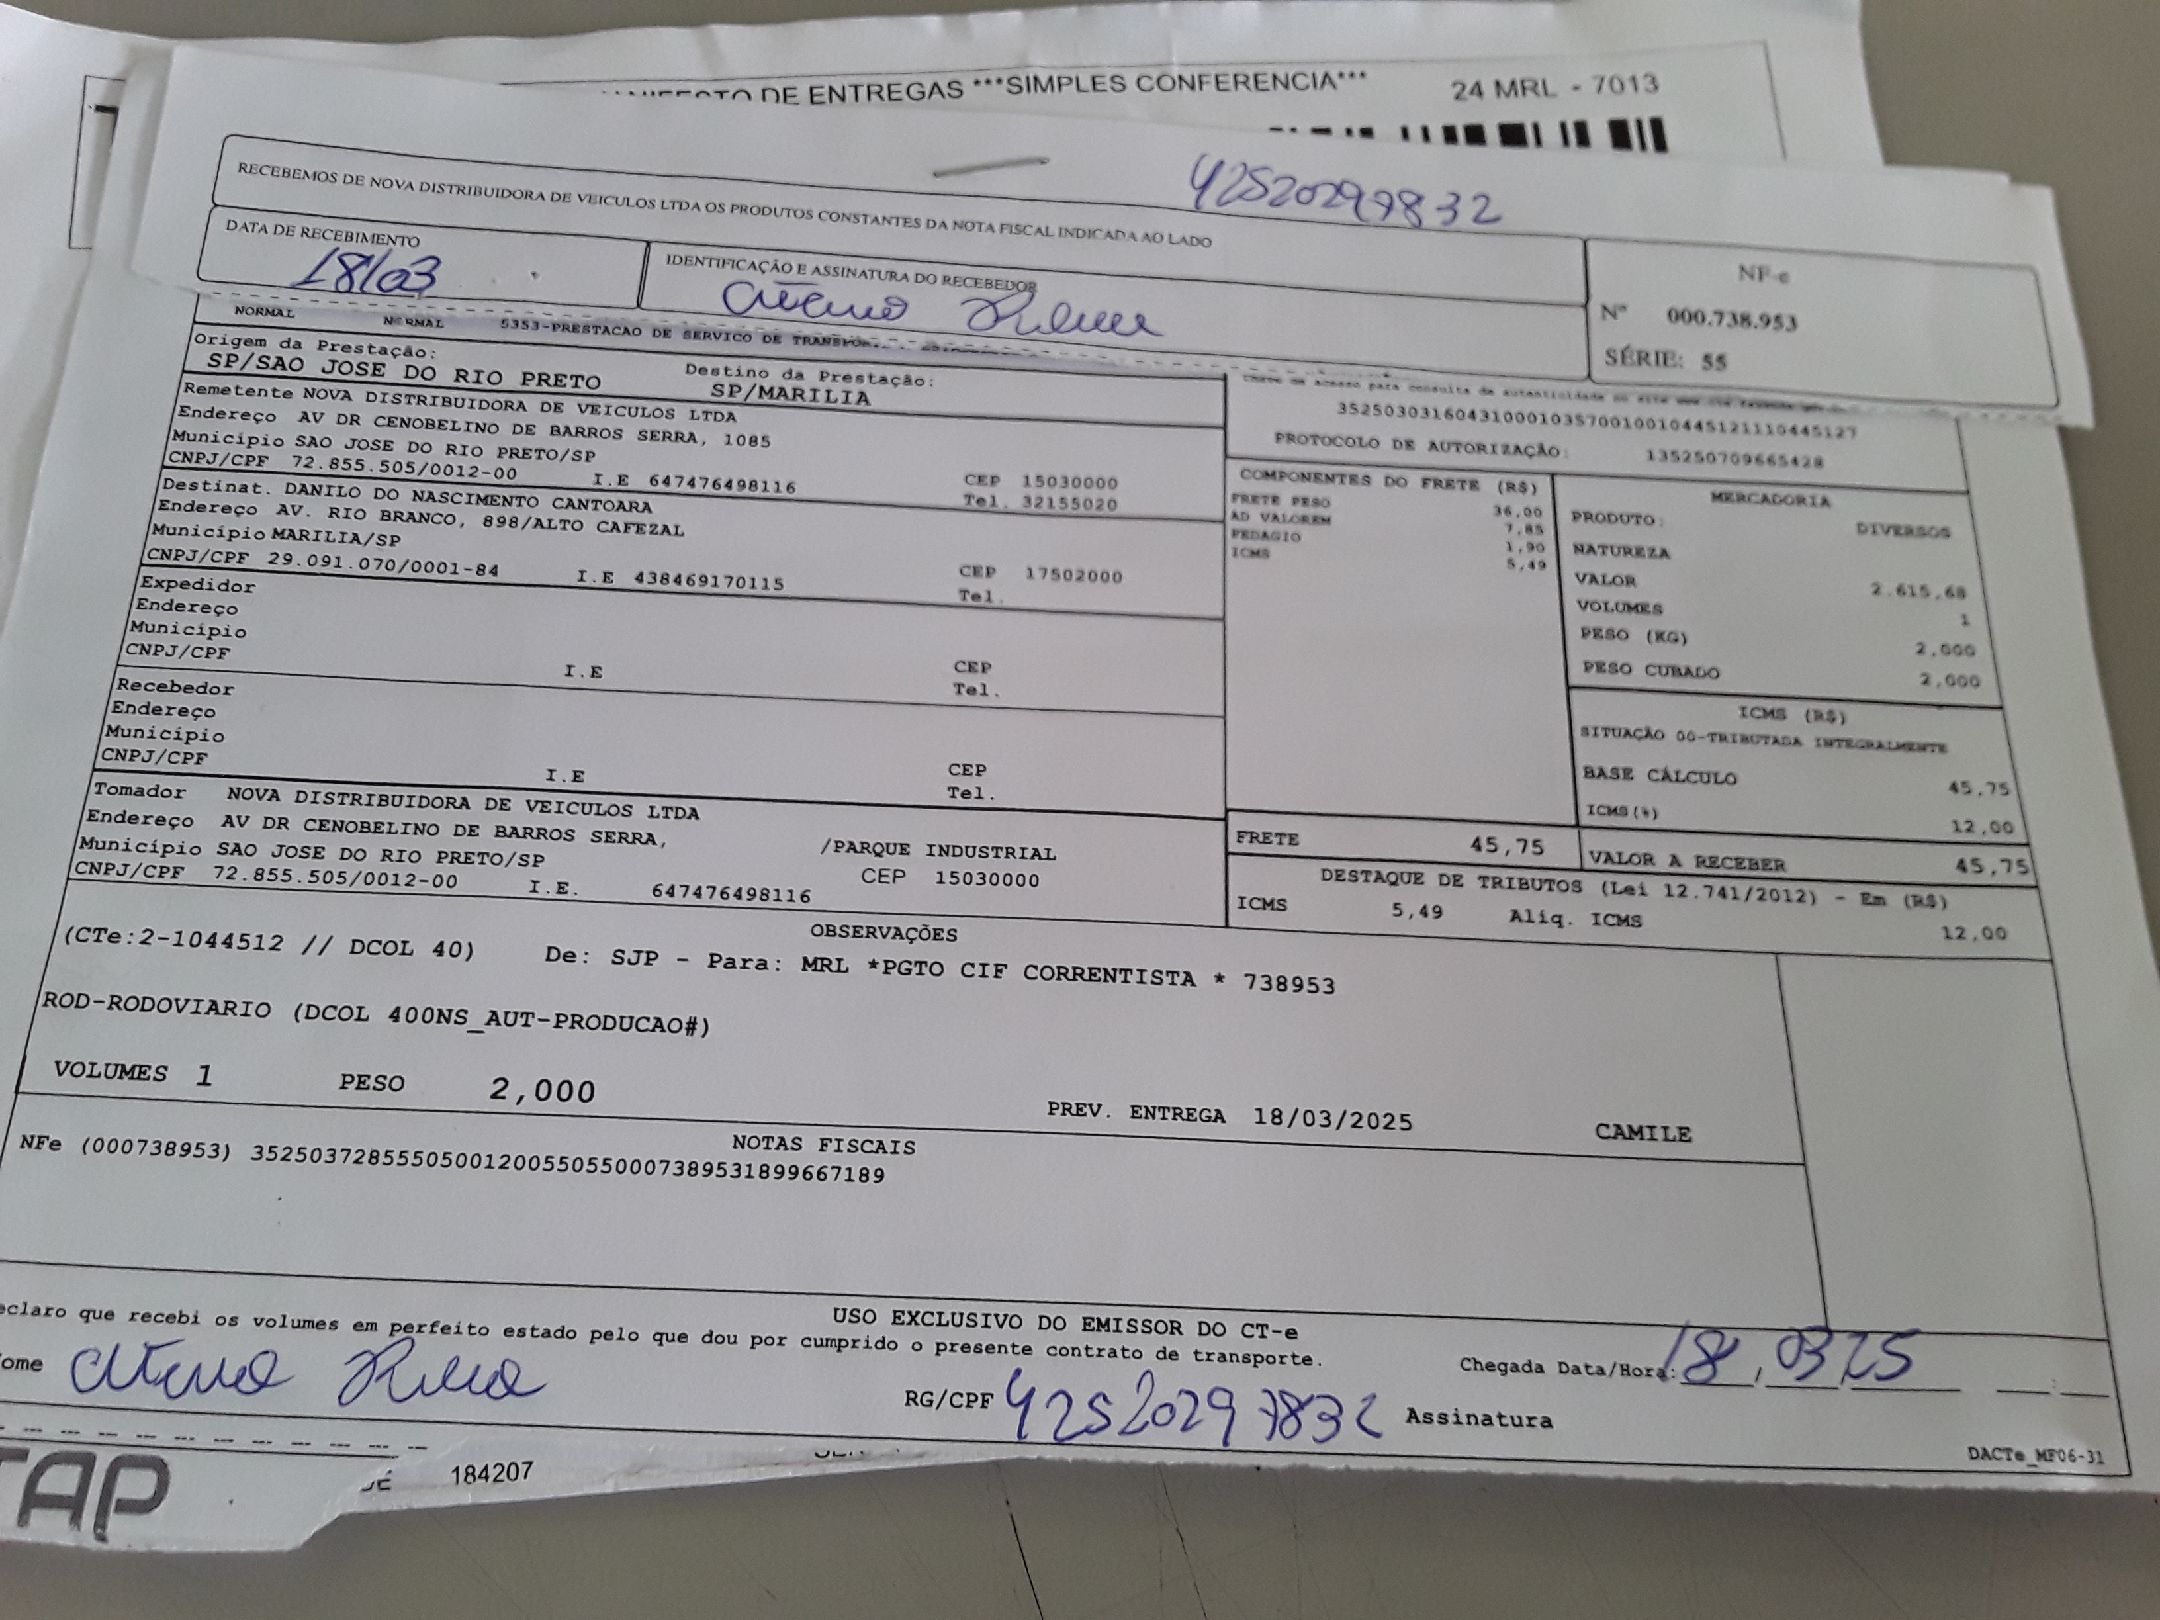 DE ENTREGAS ***SIMPLES CONFERENCIA*** 24 MRL - 7013
42520297832
RECEBEMOS DE NOVA DISTRIBUIDORA DE VEICULOS LTDA OS PRODUTOS CONSTANTES DA NOTA FISCAL INDICADA AO LADO
DATA DE RECEBIMENTO
18/03
IDENTIFICAÇÃO E ASSINATURA DO RECEBEDOR
NF-e
Nº 000.738.953
SÉRIE: 55
NORMAL NORMAL 5353-PRESTACAO DE SERVICO DE
Origem da Prestação:
SP/SAO JOSE DO RIO PRETO
Destino da Prestação:
SP/MARILIA
Remetente NOVA DISTRIBUIDORA DE VEICULOS LTDA
Endereço AV DR CENOBELINO DE BARROS SERRA, 1085
Município SAO JOSE DO RIO PRETO/SP
CEP 15030000
CNPJ/CPF 72.855.505/0012-00 I.E 647476498116
Tel. 32155020
Destinat. DANILO DO NASCIMENTO CANTOARA
Endereço AV. RIO BRANCO, 898/ALTO CAFEZAL
Município MARILIA/SP
CEP 17502000
CNPJ/CPF 29.091.070/0001-84 I.E 438469170115
Tel.
Expedidor
Endereço
Município
CEP
CNPJ/CPF I.E Tel.
Recebedor
Endereço
Município
CEP
CNPJ/CPF I.E Tel.
Tomador NOVA DISTRIBUIDORA DE VEICULOS LTDA
Endereço AV DR CENOBELINO DE BARROS SERRA, /PARQUE INDUSTRIAL
Município SAO JOSE DO RIO PRETO/SP CEP 15030000
CNPJ/CPF 72.855.505/0012-00 I.E. 647476498116
35250303160431000103570010010445121110445127
PROTOCOLO DE AUTORIZAÇÃO: 135250709665428
COMPONENTES DO FRETE (R$)
FRETE PESO 36,00
AD VALOREM 7,85
PEDAGIO 1,90
ICMS 5,49
MERCADORIA
PRODUTO: DIVERSOS
NATUREZA
VALOR 2.615,68
VOLUMES 1
PESO (KG) 2,000
PESO CUBADO 2,000
ICMS (R$)
SITUAÇÃO 00-TRIBUTADA INTEGRALMENTE
BASE CÁLCULO 45,75
ICMS(%) 12,00
FRETE 45,75
VALOR A RECEBER 45,75
DESTAQUE DE TRIBUTOS (Lei 12.741/2012) - Em (R$)
ICMS 5,49 Aliq. ICMS 12,00
OBSERVAÇÕES
(CTe:2-1044512 // DCOL 40) De: SJP - Para: MRL *PGTO CIF CORRENTISTA * 738953
ROD-RODOVIARIO (DCOL 400NS_AUT-PRODUCAO#)
VOLUMES 1 PESO 2,000 PREV. ENTREGA 18/03/2025 CAMILE
NOTAS FISCAIS
NFe (000738953) 35250372855505001200550550007389531899667189
USO EXCLUSIVO DO EMISSOR DO CT-e
que recebi os volumes em perfeito estado pelo que dou por cumprido o presente contrato de transporte.
Chegada Data/Hora: 18/03/25
RG/CPF 42520297832 Assinatura
DACTe_MF06-31
184207